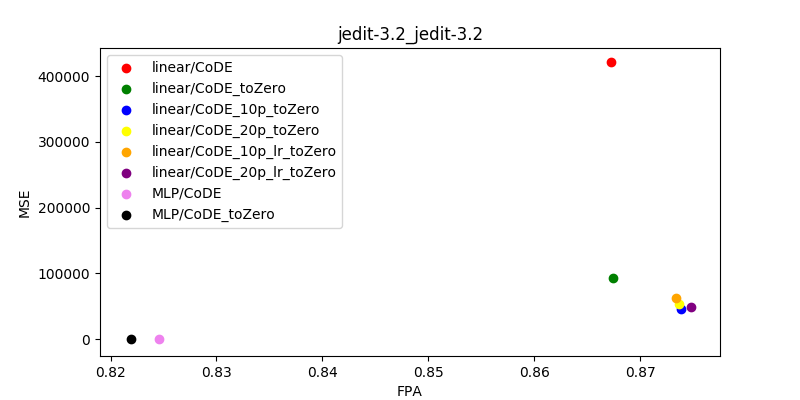 jedit-3.2_jedit-3.2
linear/CoDE
linear/CoDE_toZero
linear/CoDE_10p_toZero
linear/CoDE_20p_toZero
linear/CoDE_10p_lr_toZero
linear/CoDE_20p_lr_toZero
MLP/CoDE
MLP/CoDE_toZero
MSE
400000
300000
200000
100000
0
0.82 0.83 0.84 0.85 0.86 0.87
FPA